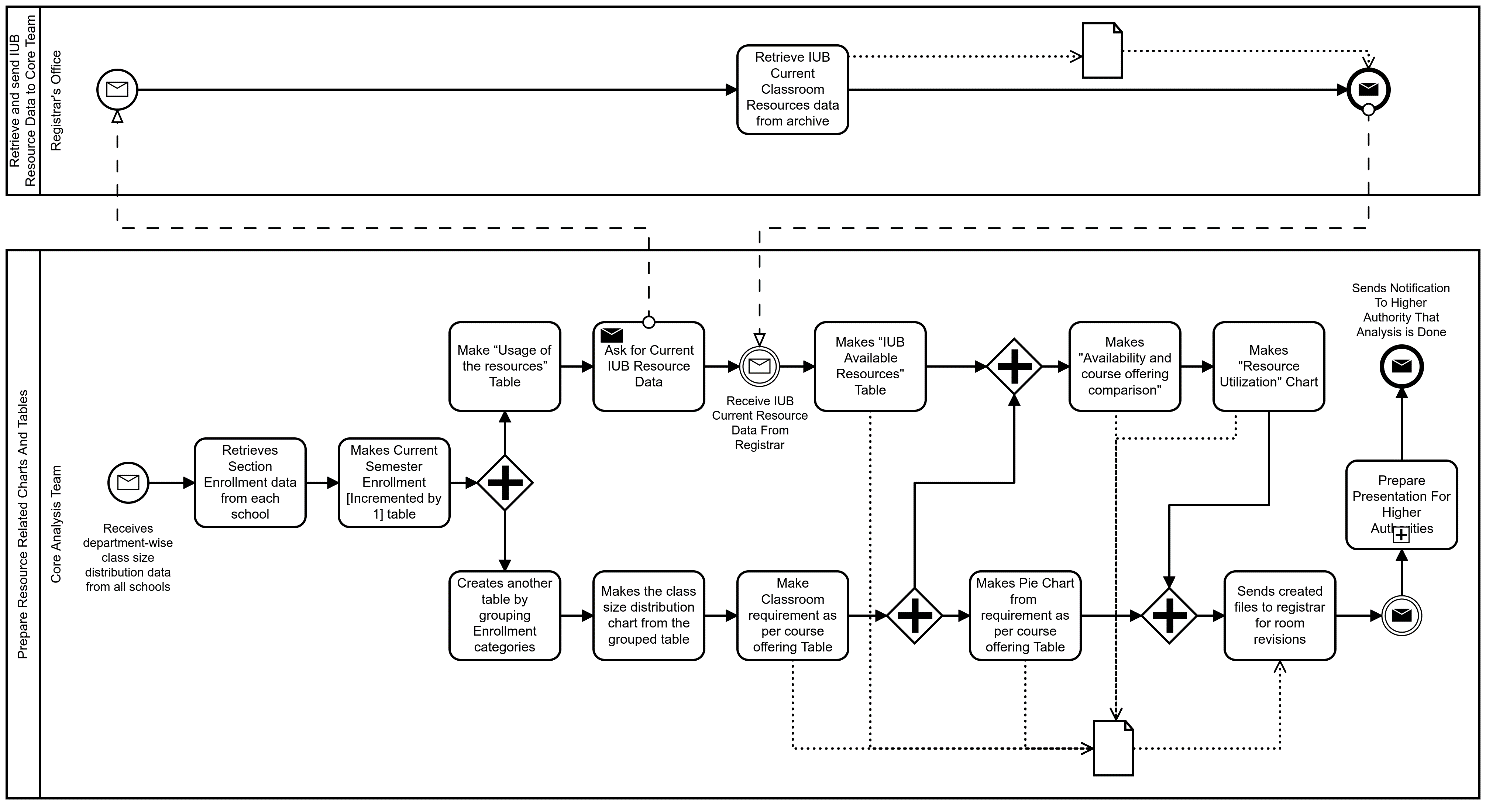 Retrieve and send IUB
Resource Data to Core Team
Registrar's Office
Retrieve IUB
Current
Classroom
Resources data
from archive
Prepare Resource Related Charts And Tables
Core Analysis Team
Receives
department-wise
class size
distribution data
from all schools
Retrieves
Section
Enrollment data
from each
school
Makes Current
Semester
Enrollment
[Incremented by
1] table
Make “Usage of
the resources”
Table
Ask for Current
IUB Resource
Data
Receive IUB
Current Resource
Data From
Registrar
Makes "IUB
Available
Resources"
Table
Makes
"Availability and
course offering
comparison"
Makes
"Resource
Utilization" Chart
Sends Notification
To Higher
Authority That
Analysis is Done
Prepare
Presentation For
Higher
Authorities
Creates another
table by
grouping
Enrollment
categories
Makes the class
size distribution
chart from the
grouped table
Make
Classroom
requirement as
per course
offering Table
Makes Pie Chart
from
requirement as
per course
offering Table
Sends created
files to registrar
for room
revisions